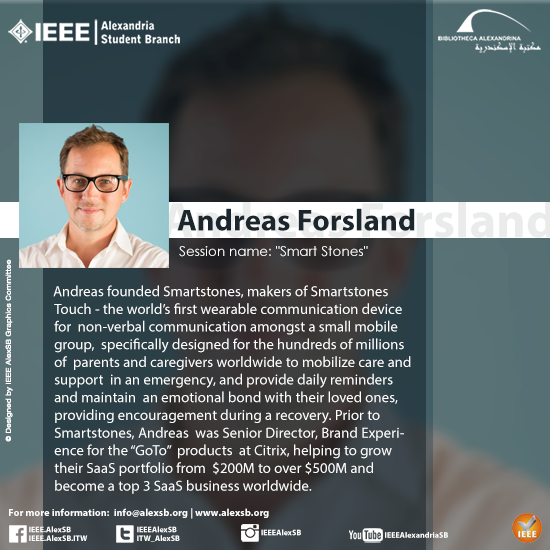 IEEE
Alexandria
Student Branch
BIBLIOTHECA ALEXANDRINA
مكتبة الإسكندرية
Andreas Forsland
Andreas Forsland
Session name: "Smart Stones"
Andreas founded Smartstones, makers of Smartstones
Touch - the world's first wearable communication device
for non-verbal communication amongst a small mobile
group, specifically designed for the hundreds of millions
of parents and caregivers worldwide to mobilize care and
support in an emergency, and provide daily reminders
and maintain an emotional bond with their loved ones,
providing encouragement during a recovery. Prior to
Smartstones, Andreas was Senior Director, Brand Experi-
ence for the “GoTo” products at Citrix, helping to grow
their SaaS portfolio from $200M to over $500M and
become a top 3 SaaS business worldwide.
© Designed by IEEE AlexSB Graphics Committee
For more information: info@alexsb.org | www.alexsb.org
IEEE.AlexSB
IEEE.AlexSB.ITW
IEEEAlexSB
ITW_AlexSB
IEEEAlexSB
YouTube IEEEAlexandriaSB
IEEE